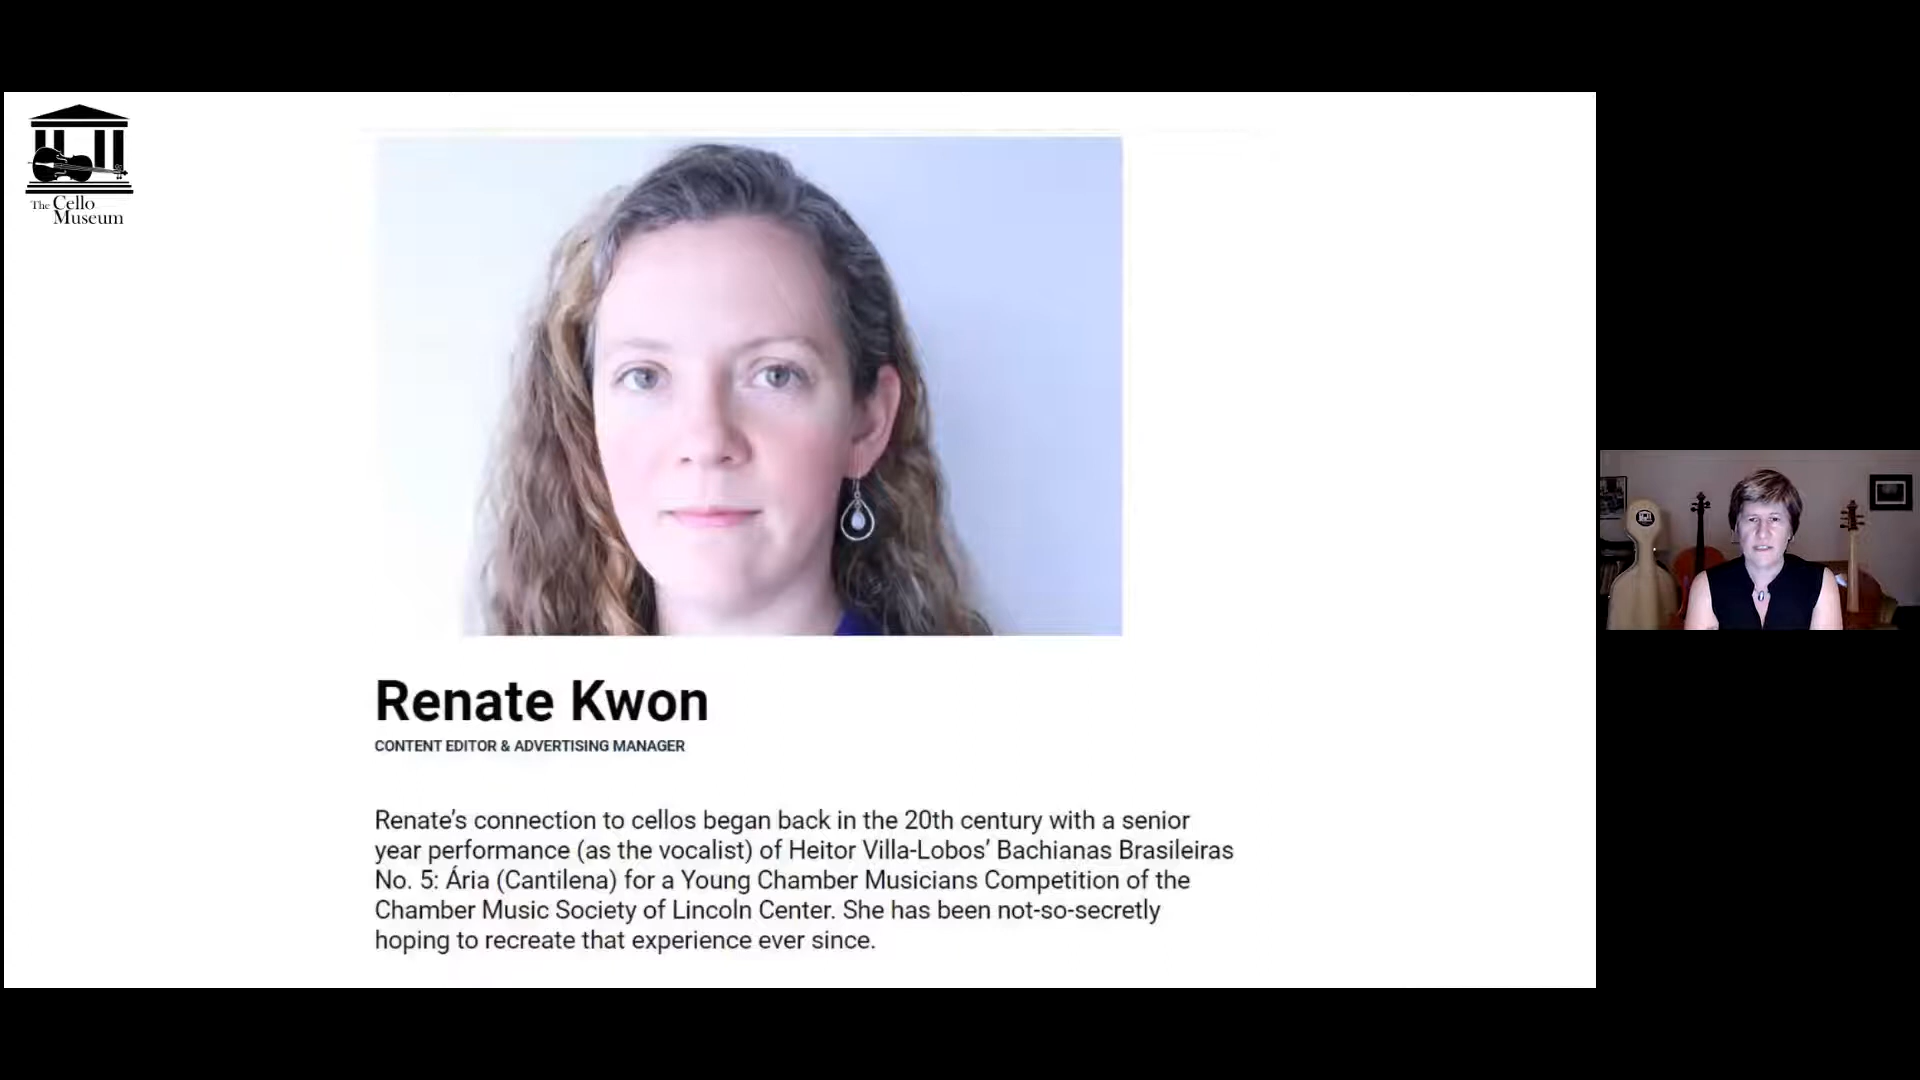 The Cello
Museum
Renate Kwon
CONTENT EDITOR & ADVERTISING MANAGER
Renate’s connection to cellos began back in the 20th century with a senior
year performance (as the vocalist) of Heitor Villa-Lobos’ Bachianas Brasileiras
No. 5: Ária (Cantilena) for a Young Chamber Musicians Competition of the
Chamber Music Society of Lincoln Center. She has been not-so-secretly
hoping to recreate that experience ever since.